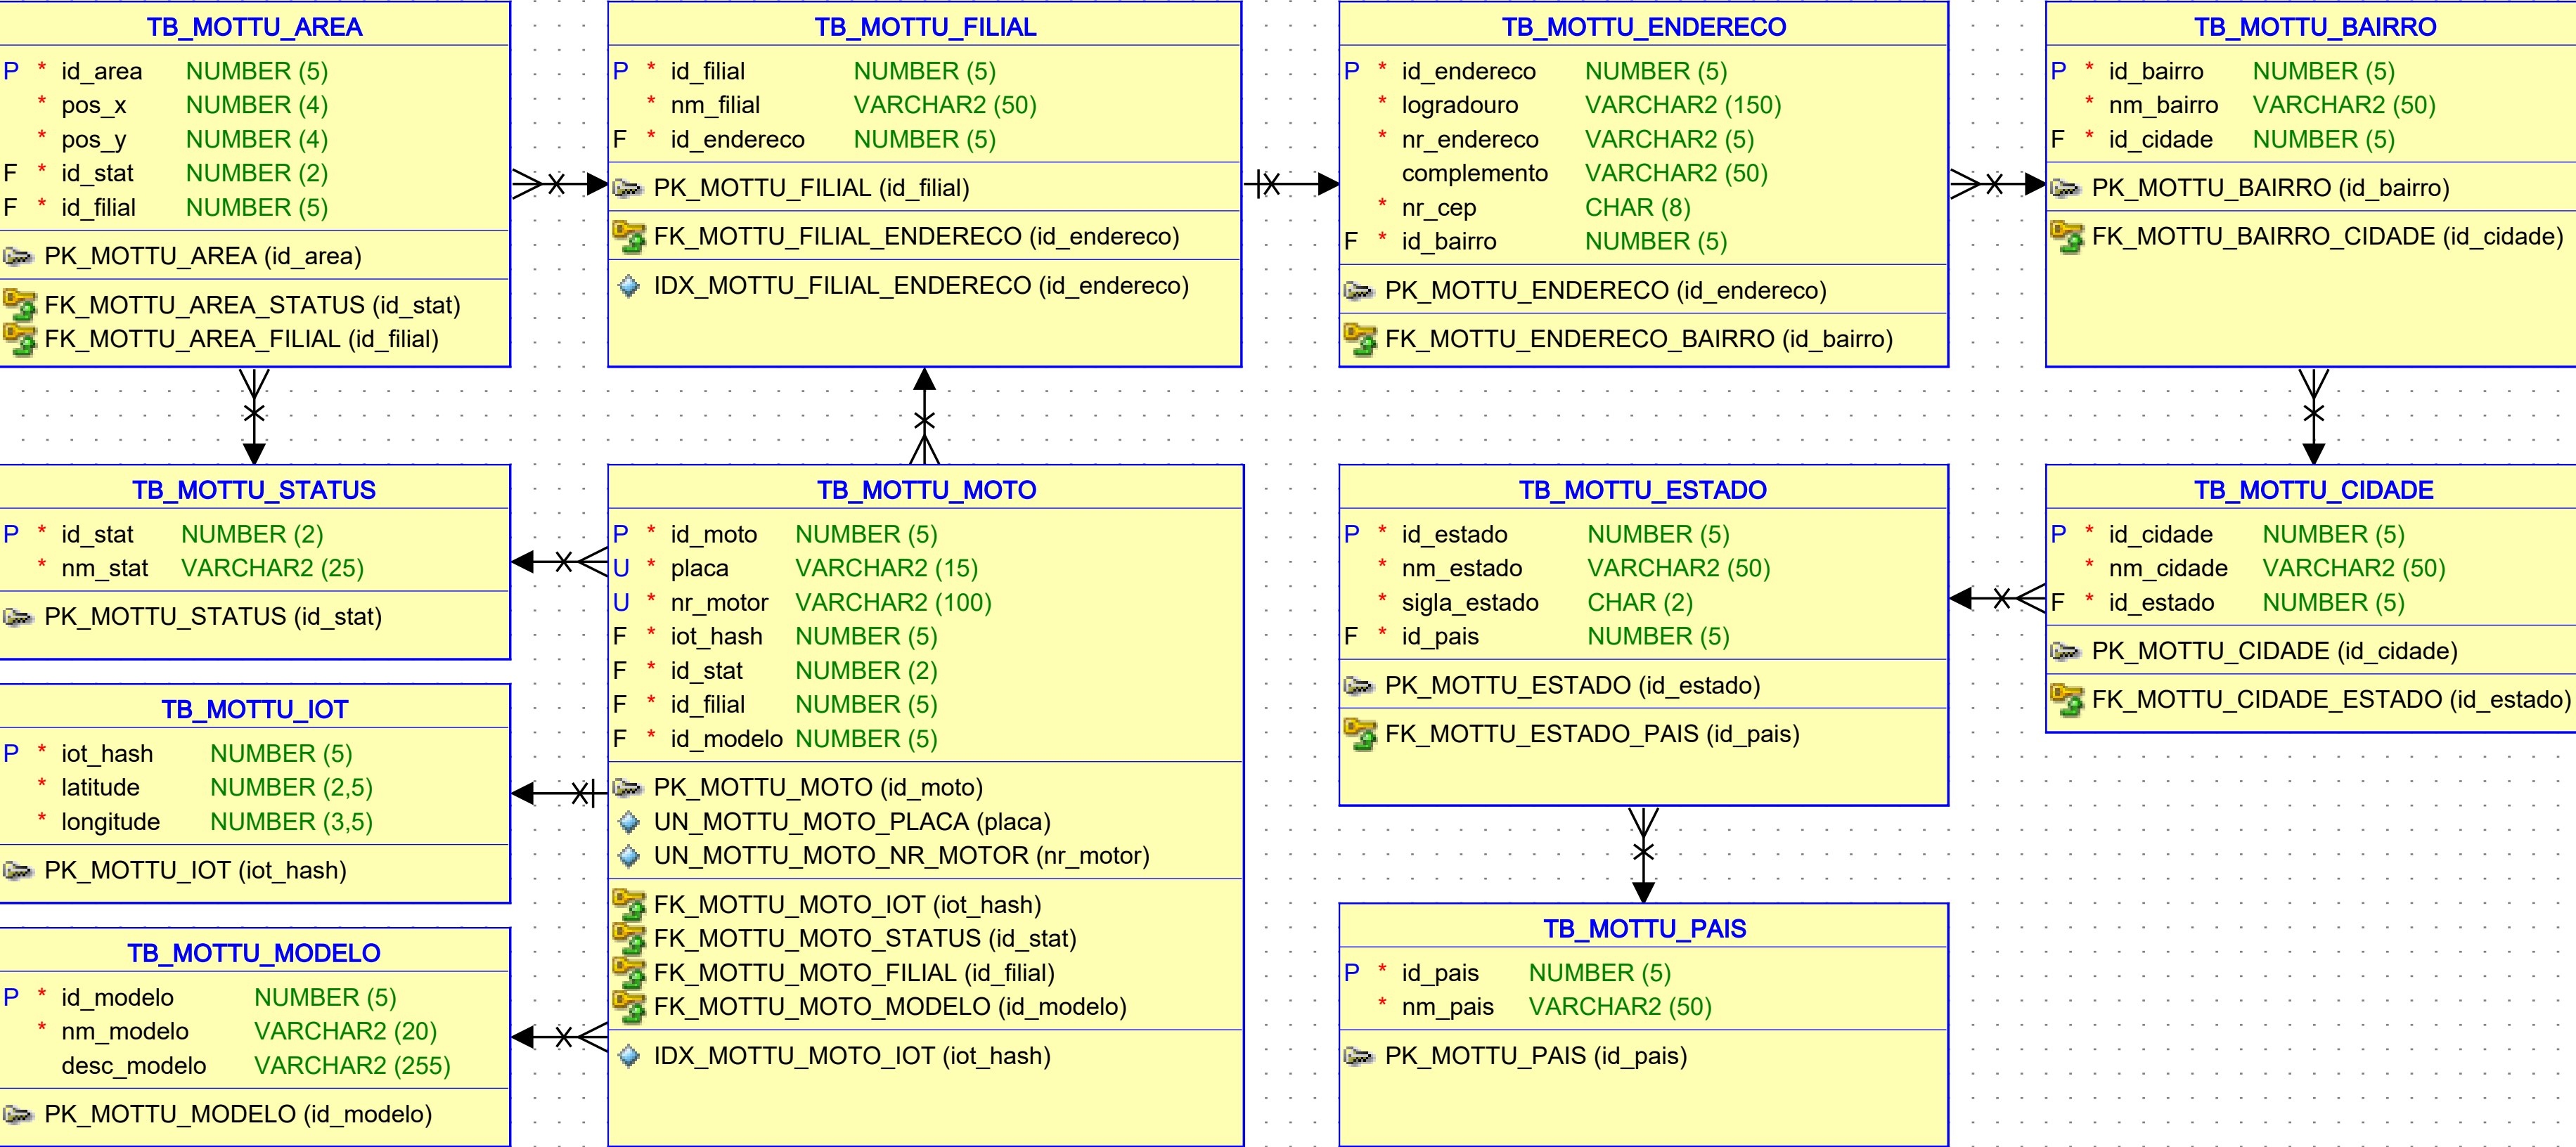 TB_MOTTU_AREA
P * id_area NUMBER (5)
* pos_x NUMBER (4)
* pos_y NUMBER (4)
F * id_stat NUMBER (2)
F * id_filial NUMBER (5)
PK_MOTTU_AREA (id_area)
FK_MOTTU_AREA_STATUS (id_stat)
FK_MOTTU_AREA_FILIAL (id_filial)
TB_MOTTU_FILIAL
P * id_filial NUMBER (5)
* nm_filial VARCHAR2 (50)
F * id_endereco NUMBER (5)
PK_MOTTU_FILIAL (id_filial)
FK_MOTTU_FILIAL_ENDERECO (id_endereco)
IDX_MOTTU_FILIAL_ENDERECO (id_endereco)
TB_MOTTU_ENDERECO
P * id_endereco NUMBER (5)
* logradouro VARCHAR2 (150)
* nr_endereco VARCHAR2 (5)
complemento VARCHAR2 (50)
* nr_cep CHAR (8)
F * id_bairro NUMBER (5)
PK_MOTTU_ENDERECO (id_endereco)
FK_MOTTU_ENDERECO_BAIRRO (id_bairro)
TB_MOTTU_BAIRRO
P * id_bairro NUMBER (5)
* nm_bairro VARCHAR2 (50)
F * id_cidade NUMBER (5)
PK_MOTTU_BAIRRO (id_bairro)
FK_MOTTU_BAIRRO_CIDADE (id_cidade)
TB_MOTTU_STATUS
P * id_stat NUMBER (2)
* nm_stat VARCHAR2 (25)
PK_MOTTU_STATUS (id_stat)
TB_MOTTU_IOT
P * iot_hash NUMBER (5)
* latitude NUMBER (2,5)
* longitude NUMBER (3,5)
PK_MOTTU_IOT (iot_hash)
TB_MOTTU_MODELO
P * id_modelo NUMBER (5)
* nm_modelo VARCHAR2 (20)
desc_modelo VARCHAR2 (255)
PK_MOTTU_MODELO (id_modelo)
TB_MOTTU_MOTO
P * id_moto NUMBER (5)
U * placa VARCHAR2 (15)
U * nr_motor VARCHAR2 (100)
F * iot_hash NUMBER (5)
F * id_stat NUMBER (2)
F * id_filial NUMBER (5)
F * id_modelo NUMBER (5)
PK_MOTTU_MOTO (id_moto)
UN_MOTTU_MOTO_PLACA (placa)
UN_MOTTU_MOTO_NR_MOTOR (nr_motor)
FK_MOTTU_MOTO_IOT (iot_hash)
FK_MOTTU_MOTO_STATUS (id_stat)
FK_MOTTU_MOTO_FILIAL (id_filial)
FK_MOTTU_MOTO_MODELO (id_modelo)
IDX_MOTTU_MOTO_IOT (iot_hash)
TB_MOTTU_ESTADO
P * id_estado NUMBER (5)
* nm_estado VARCHAR2 (50)
* sigla_estado CHAR (2)
F * id_pais NUMBER (5)
PK_MOTTU_ESTADO (id_estado)
FK_MOTTU_ESTADO_PAIS (id_pais)
TB_MOTTU_CIDADE
P * id_cidade NUMBER (5)
* nm_cidade VARCHAR2 (50)
F * id_estado NUMBER (5)
PK_MOTTU_CIDADE (id_cidade)
FK_MOTTU_CIDADE_ESTADO (id_estado)
TB_MOTTU_PAIS
P * id_pais NUMBER (5)
* nm_pais VARCHAR2 (50)
PK_MOTTU_PAIS (id_pais)